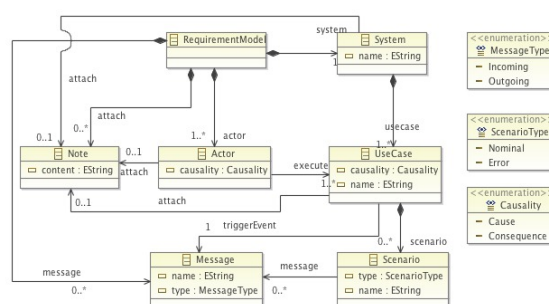 system
RequirementModel
System
name : EString
1
<<enumeration>>
MessageType
Incoming
Outgoing
attach
attach
0..*
1..*
actor
usecase
1..*
0..1
Note
content : EString
0..1
attach
Actor
causality : Causality
execute
1..*
UseCase
causality : Causality
name : EString
<<enumeration>>
ScenarioType
Nominal
Error
0..1
attach
1
triggerEvent
0..*
scenario
<<enumeration>>
Causality
Cause
Consequence
message
0..*
Message
name : EString
type : MessageType
message
0..*
Scenario
type : ScenarioType
name : EString